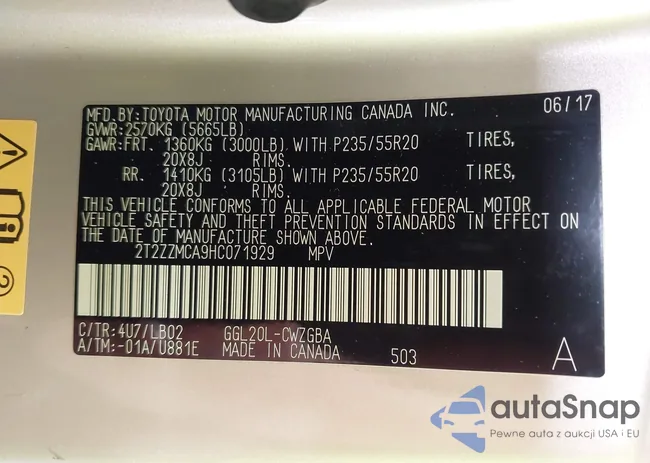 MFD.BY:TOYOTA MOTOR MANUFACTURING CANADA INC. 06/17
GVWR:2570KG (5665LB)
GAWR:FRT. 1360KG (3000LB) WITH P235/55R20 TIRES,
20X8J RIMS.
RR. 1410KG (3105LB) WITH P235/55R20 TIRES,
20X8J RIMS.
THIS VEHICLE CONFORMS TO ALL APPLICABLE FEDERAL MOTOR
VEHICLE SAFETY AND THEFT PREVENTION STANDARDS IN EFFECT ON
THE DATE OF MANUFACTURE SHOWN ABOVE.
2T2ZZMCA9HC071929 MPV
C/TR:4U7/LB02 GGL20L-CWZGBA
A/TM:-01A/U881E MADE IN CANADA 503 A
2
autaSnap
Pewne auta z aukcji USA i EU